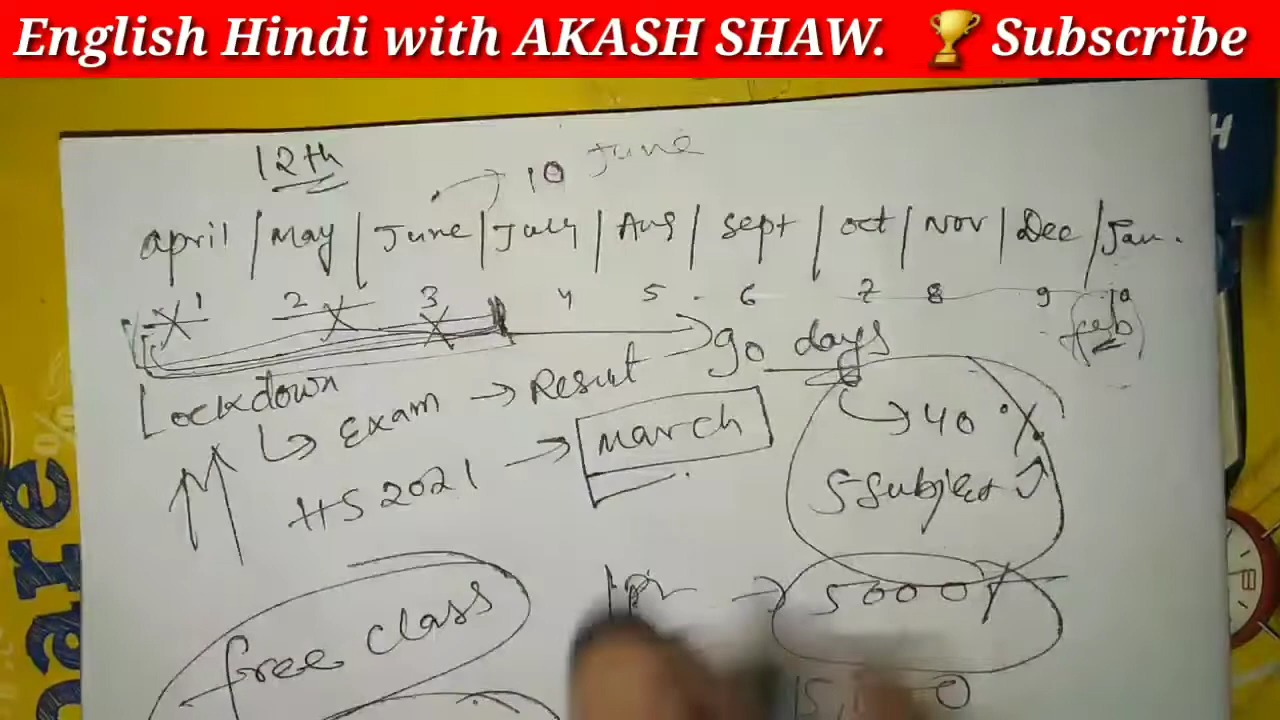 English Hindi with AKASH SHAW. 🏆 Subscribe
12th
10 June
april / May / June / July / Aug / sept / oct / Nov / Dec / Jan.
1 2 3 4 5 6 7 8 9 10
feb
90 days
Lockdown
Exam → Result
40 %
March
HS 2021
5 subject
5000/
free class
are
H